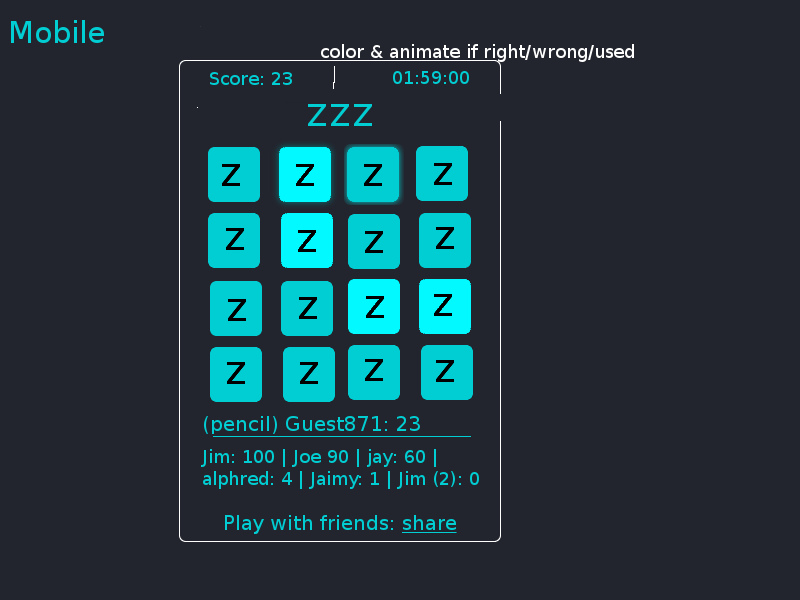 Mobile
color & animate if right/wrong/used
Score: 23 01:59:00
ZZZ
Z Z Z Z
Z Z Z Z
Z Z Z Z
Z Z Z Z
(pencil) Guest871: 23
Jim: 100 | Joe 90 | jay: 60 |
alphred: 4 | Jaimy: 1 | Jim (2): 0
Play with friends: share